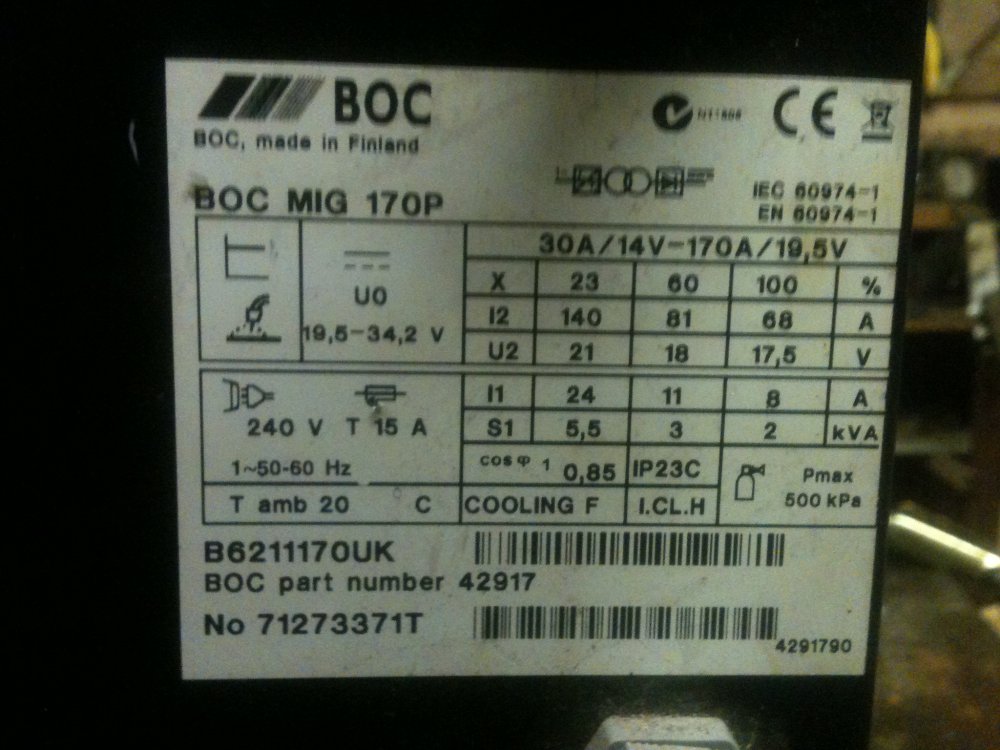 BOC
BOC, made in Finland
CE
BOC MIG 170P
IEC 60974-1
EN 60974-1
30A/14V-170A/19,5V
U0
19,5-34,2 V
X 23 60 100 %
I2 140 81 68 A
U2 21 18 17,5 V
240 V T 15 A
1~50-60 Hz
I1 24 11 8 A
S1 5,5 3 2 kVA
cos φ 1 0,85 IP23C
Pmax
500 kPa
T amb 20 °C
COOLING F I.CL.H
B6211170UK
BOC part number 42917
No 71273371T
4291790